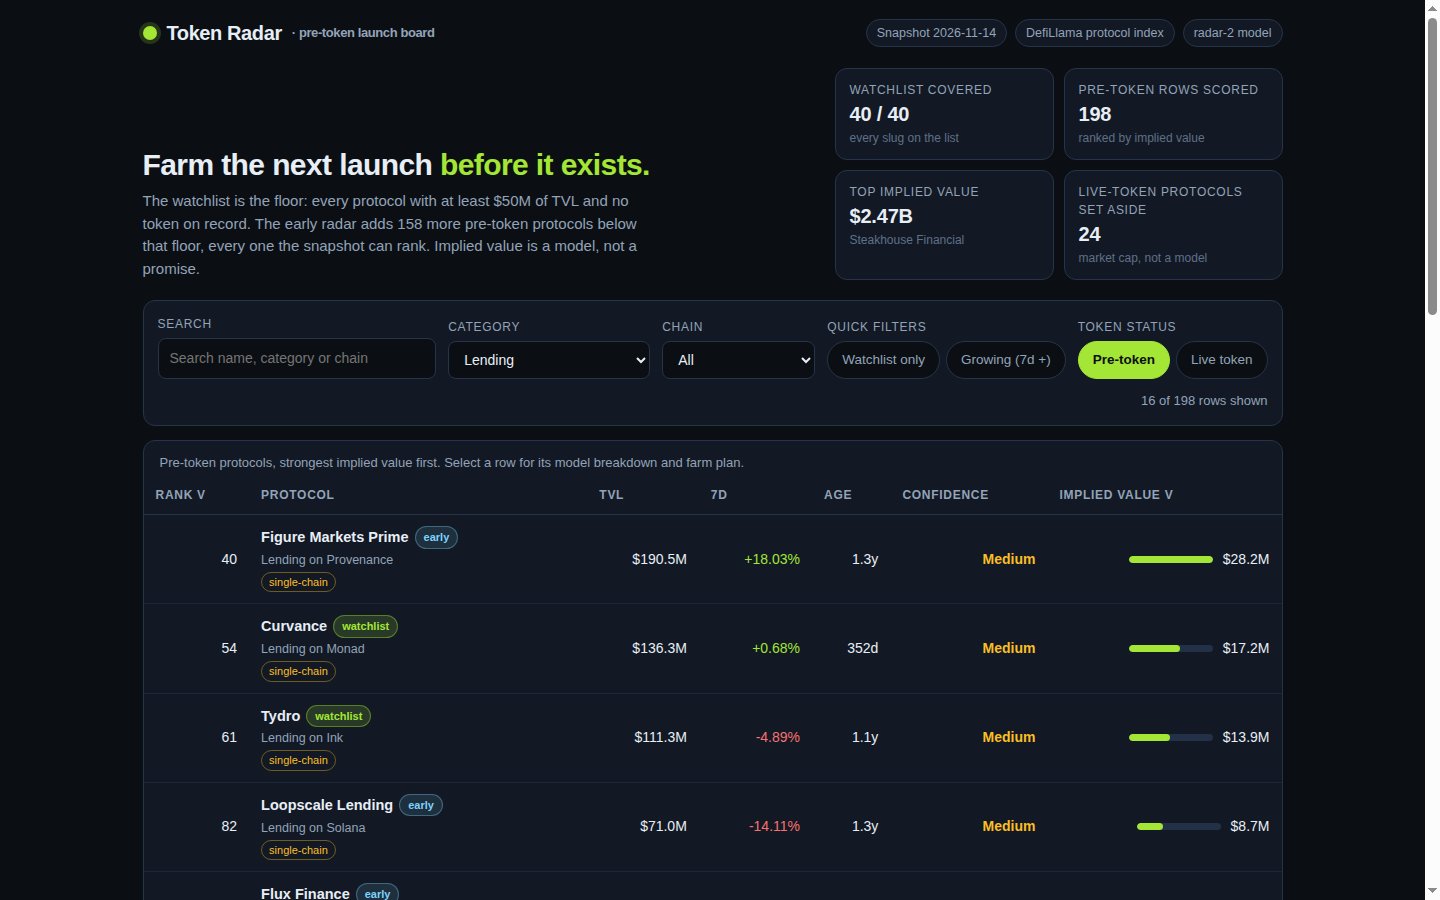 Token Radar · pre-token launch board
Snapshot 2026-11-14
DefiLlama protocol index
radar-2 model
WATCHLIST COVERED
40 / 40
every slug on the list
PRE-TOKEN ROWS SCORED
198
ranked by implied value
Farm the next launch before it exists.
The watchlist is the floor: every protocol with at least $50M of TVL and no
token on record. The early radar adds 158 more pre-token protocols below
that floor, every one the snapshot can rank. Implied value is a model, not a
promise.
TOP IMPLIED VALUE
$2.47B
Steakhouse Financial
LIVE-TOKEN PROTOCOLS
SET ASIDE
24
market cap, not a model
SEARCH
Search name, category or chain
CATEGORY
Lending
CHAIN
All
QUICK FILTERS
Watchlist only
Growing (7d +)
TOKEN STATUS
Pre-token
Live token
16 of 198 rows shown
Pre-token protocols, strongest implied value first. Select a row for its model breakdown and farm plan.
RANK V PROTOCOL TVL 7D AGE CONFIDENCE IMPLIED VALUE V
Figure Markets Prime early
40 Lending on Provenance $190.5M +18.03% 1.3y Medium $28.2M
single-chain
Curvance watchlist
54 Lending on Monad $136.3M +0.68% 352d Medium $17.2M
single-chain
Tydro watchlist
61 Lending on Ink $111.3M -4.89% 1.1y Medium $13.9M
single-chain
Loopscale Lending early
82 Lending on Solana $71.0M -14.11% 1.3y Medium $8.7M
single-chain
Flux Finance early